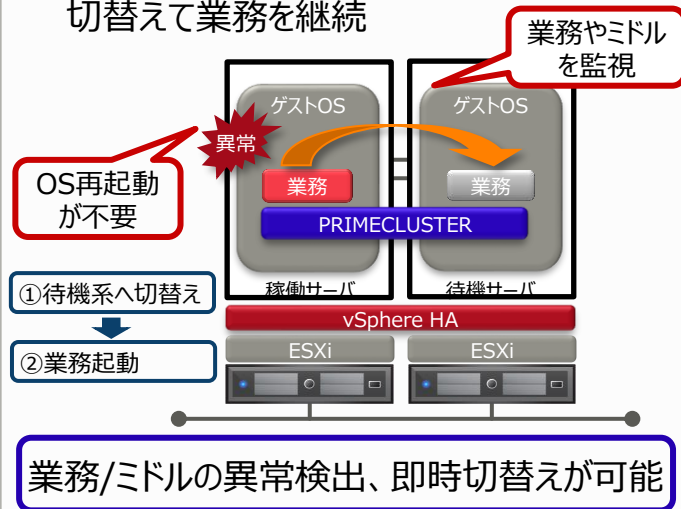 切替えて業務を継続
業務やミドル
を監視
ゲストOS
ゲストOS
異常
OS再起動
が不要
業務
業務
PRIMECLUSTER
①待機系へ切替え
稼働サーバ
待機サーバ
vSphere HA
②業務起動
ESXi
ESXi
業務/ミドルの異常検出、即時切替えが可能